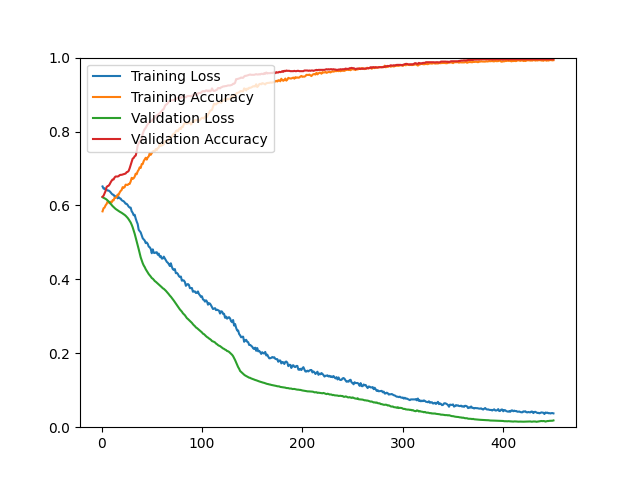 1.0
0.8
0.6
0.4
0.2
0.0
Training Loss
Training Accuracy
Validation Loss
Validation Accuracy
0 100 200 300 400